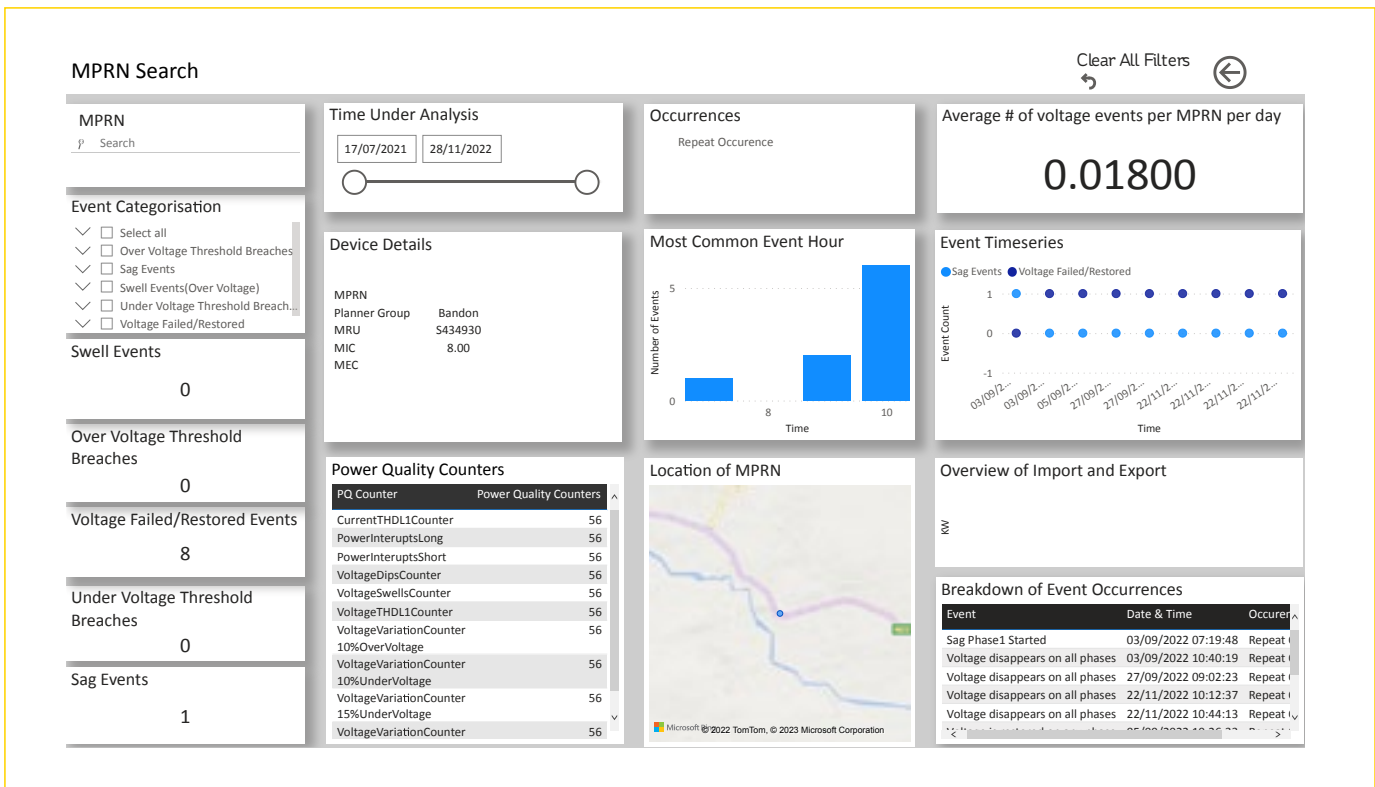 MPRN Search
Clear All Filters
MPRN
Search
Event Categorisation
Select all
Over Voltage Threshold Breaches
Sag Events
Swell Events(Over Voltage)
Under Voltage Threshold Breach...
Voltage Failed/Restored
Swell Events
0
Over Voltage Threshold
Breaches
0
Voltage Failed/Restored Events
8
Under Voltage Threshold
Breaches
0
Sag Events
1
Time Under Analysis
17/07/2021 28/11/2022
Device Details
MPRN
Planner Group Bandon
MRU S434930
MIC 8.00
MEC
Power Quality Counters
PQ Counter Power Quality Counters
CurrentTHDL1Counter 56
PowerInteruptsLong 56
PowerInteruptsShort 56
VoltageDipsCounter 56
VoltageSwellsCounter 56
VoltageTHDL1Counter 56
VoltageVariationCounter 56
10%OverVoltage
VoltageVariationCounter 56
10%UnderVoltage
VoltageVariationCounter 56
15%UnderVoltage
VoltageVariationCounter 56
Occurrences
Repeat Occurence
Most Common Event Hour
Number of Events
5
0
8 10
Time
Location of MPRN
Microsoft
© 2022 TomTom, © 2023 Microsoft Corporation
Average # of voltage events per MPRN per day
0.01800
Event Timeseries
Sag Events Voltage Failed/Restored
Event Count
1
0
-1
03/09/2... 03/09/2... 05/09/2... 27/09/2... 27/09/2... 22/11/2... 22/11/2... 22/11/2... 22/11/2...
Time
Overview of Import and Export
KW
Breakdown of Event Occurrences
Event Date & Time Occurer
Sag Phase1 Started 03/09/2022 07:19:48 Repeat
Voltage disappears on all phases 03/09/2022 10:40:19 Repeat
Voltage disappears on all phases 27/09/2022 09:02:23 Repeat
Voltage disappears on all phases 22/11/2022 10:12:37 Repeat
Voltage disappears on all phases 22/11/2022 10:44:13 Repeat